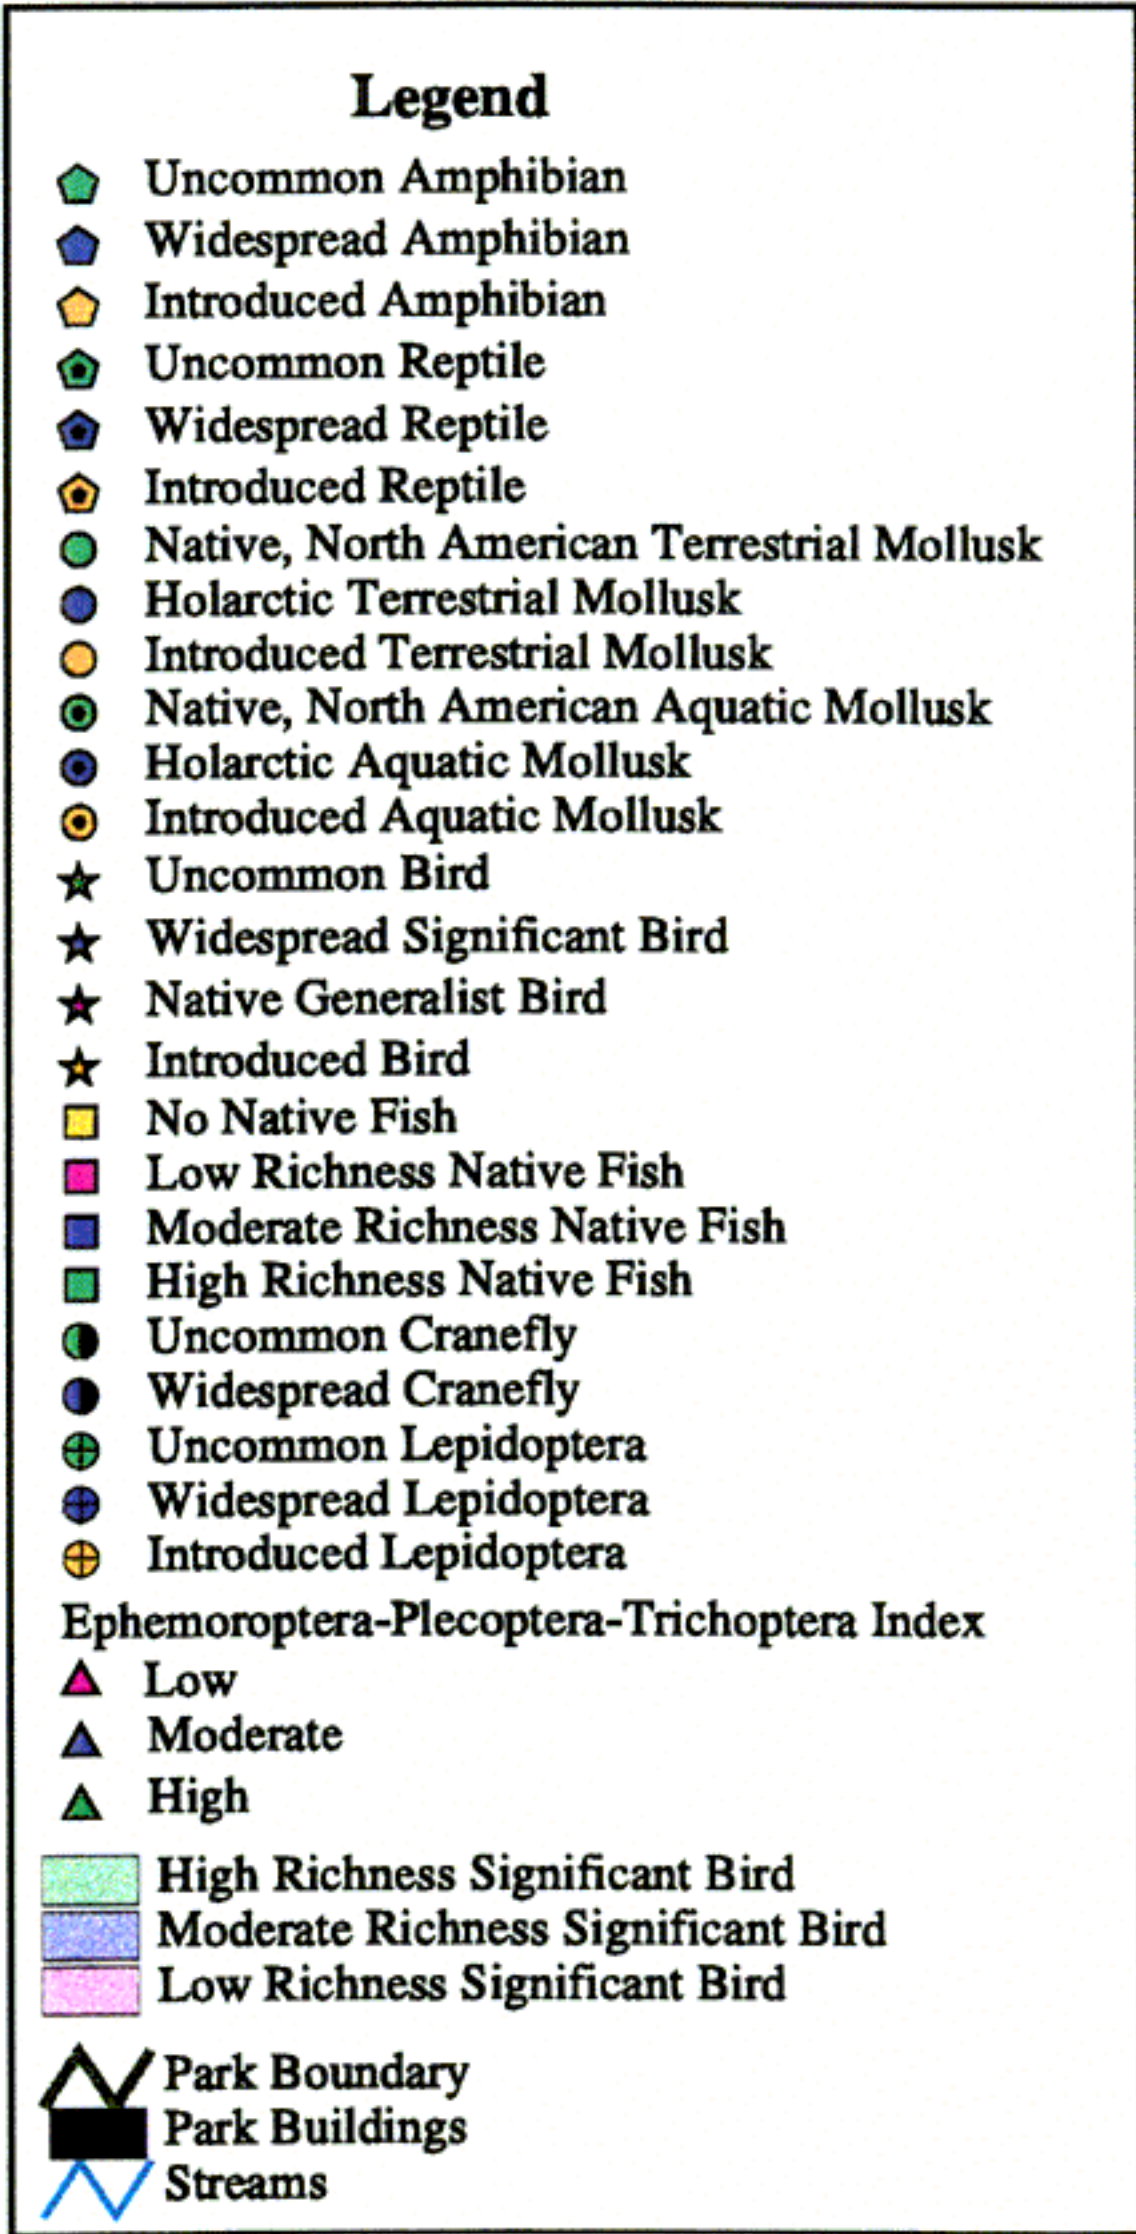 Legend
Uncommon Amphibian
Widespread Amphibian
Introduced Amphibian
Uncommon Reptile
Widespread Reptile
Introduced Reptile
Native, North American Terrestrial Mollusk
Holarctic Terrestrial Mollusk
Introduced Terrestrial Mollusk
Native, North American Aquatic Mollusk
Holarctic Aquatic Mollusk
Introduced Aquatic Mollusk
Uncommon Bird
Widespread Significant Bird
Native Generalist Bird
Introduced Bird
No Native Fish
Low Richness Native Fish
Moderate Richness Native Fish
High Richness Native Fish
Uncommon Cranefly
Widespread Cranefly
Uncommon Lepidoptera
Widespread Lepidoptera
Introduced Lepidoptera
Ephemoroptera-Plecoptera-Trichoptera Index
Low
Moderate
High
High Richness Significant Bird
Moderate Richness Significant Bird
Low Richness Significant Bird
Park Boundary
Park Buildings
Streams